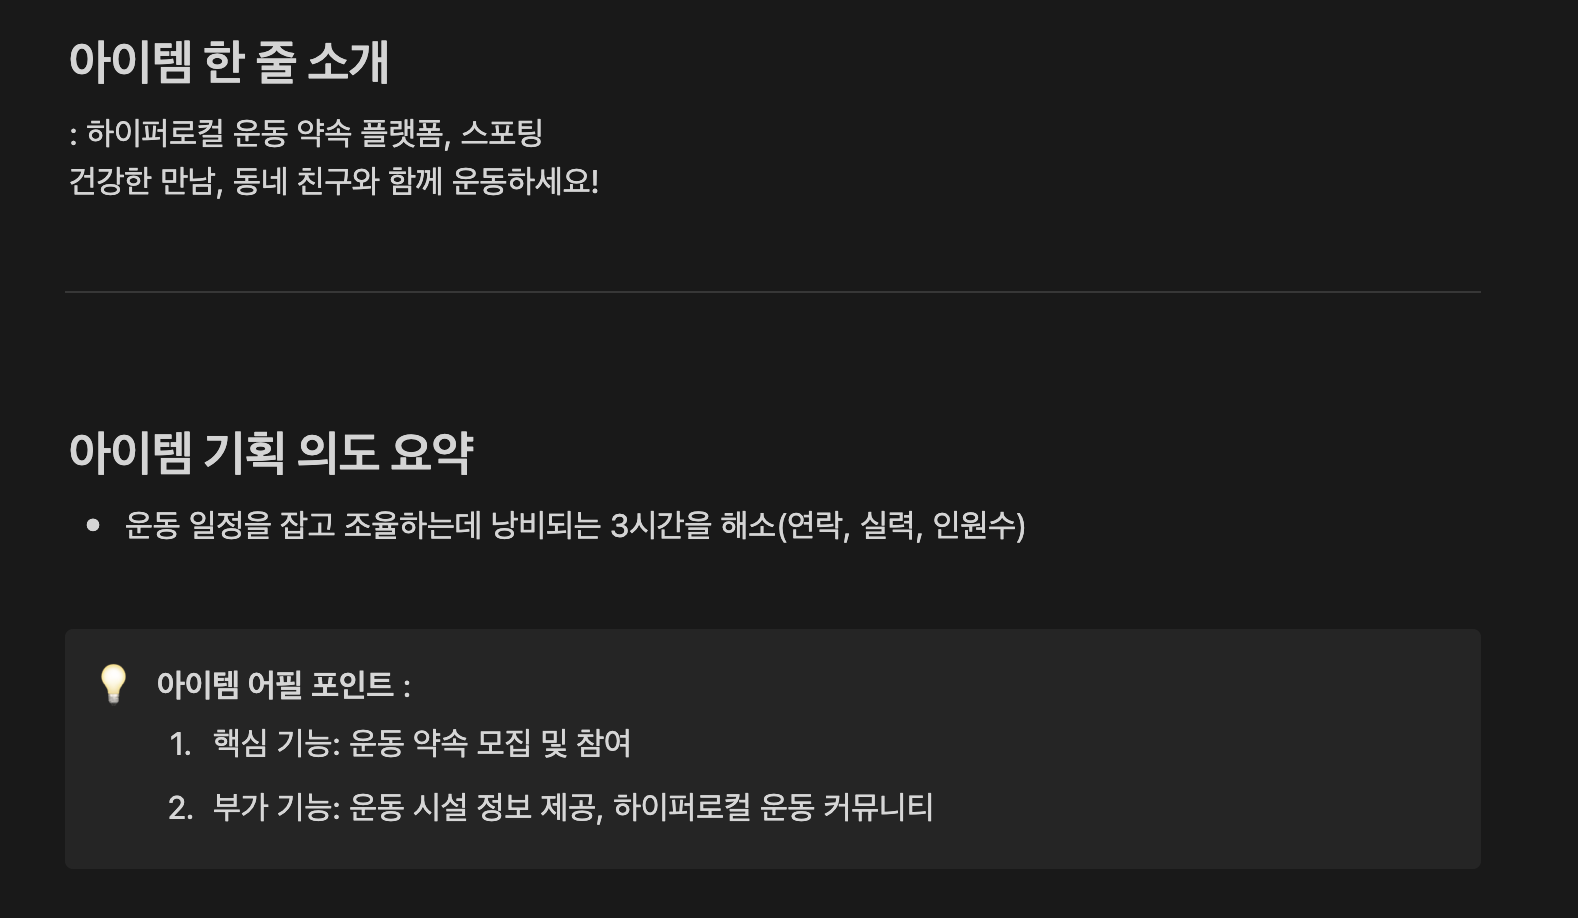 아이템 한 줄 소개
: 하이퍼로컬 운동 약속 플랫폼, 스포팅
건강한 만남, 동네 친구와 함께 운동하세요!
아이템 기획 의도 요약
• 운동 일정을 잡고 조율하는데 낭비되는 3시간을 해소(연락, 실력, 인원수)
💡 아이템 어필 포인트 :
1. 핵심 기능: 운동 약속 모집 및 참여
2. 부가 기능: 운동 시설 정보 제공, 하이퍼로컬 운동 커뮤니티